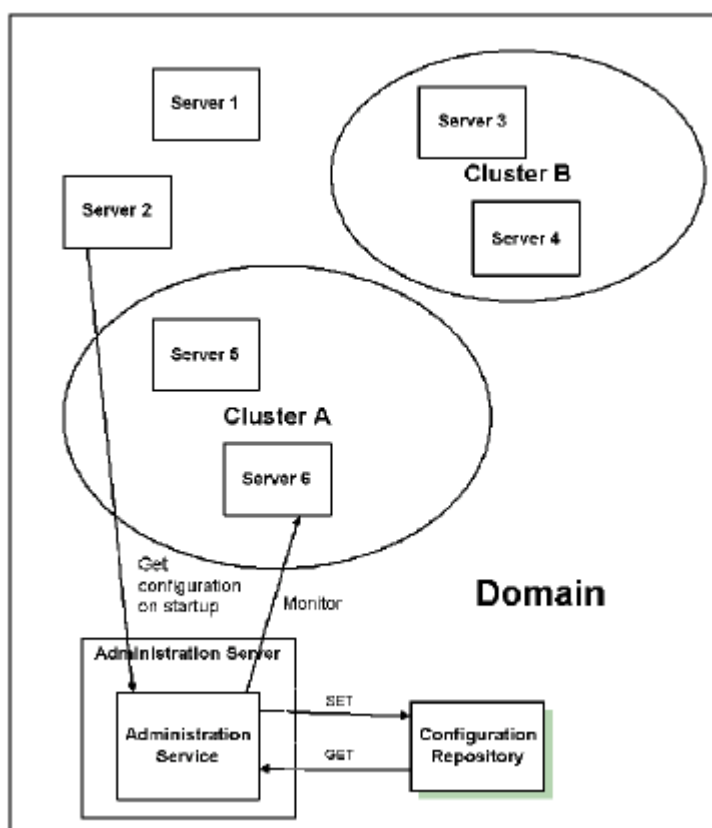 Server 1
Server 3
Cluster B
Server 2
Server 4
Server 5
Cluster A
Server 6
Get
configuration
on startup
Monitor
Domain
Administration Server
Administration
Service
SET
GET
Configuration
Repository